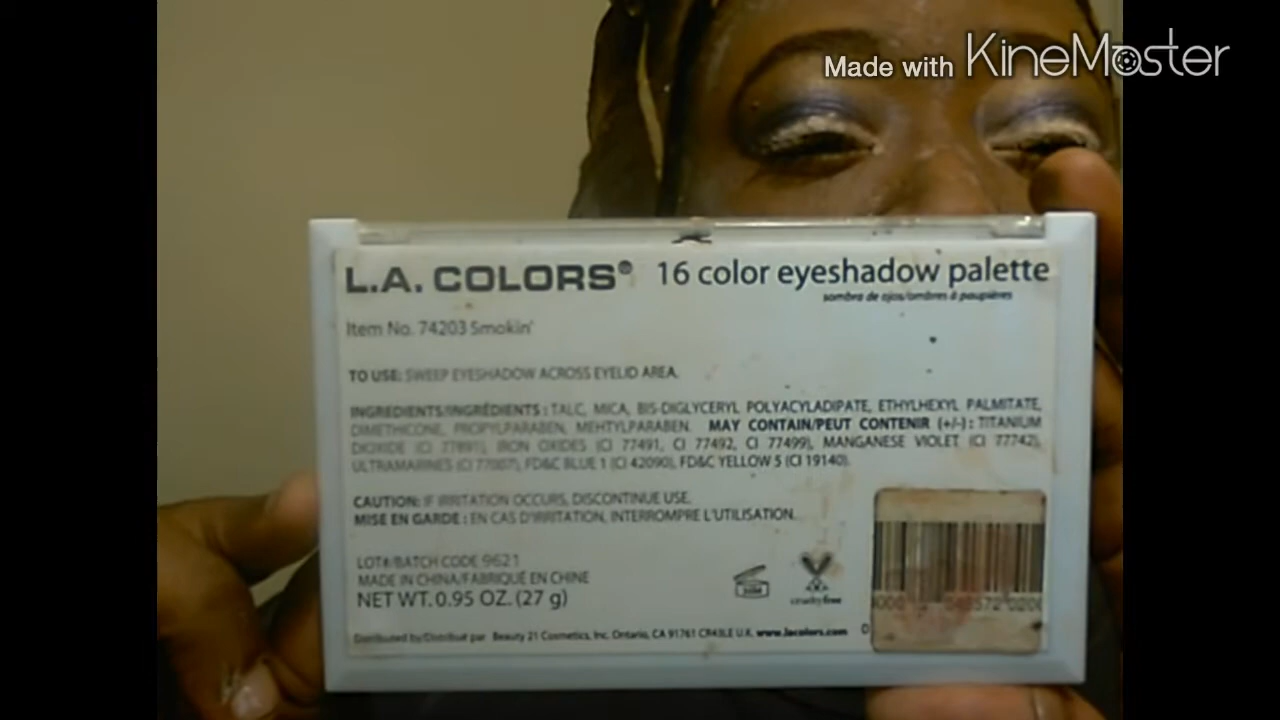 Made with KineMaster
L.A. COLORS® 16 color eyeshadow palette
sombra de ojos/ombres à paupières
Item No. 74203 Smokin'
TO USE: SWEEP EYESHADOW ACROSS EYELID AREA.
INGREDIENTS/INGRÉDIENTS : TALC, MICA, BIS-DIGLYCERYL POLYACYLADIPATE, ETHYLHEXYL PALMITATE,
DIMETHICONE, PROPYLPARABEN, MEHTYLPARABEN. MAY CONTAIN/PEUT CONTENIR (+/-) : TITANIUM
DIOXIDE (CI 77891), IRON OXIDES (CI 77491, CI 77492, CI 77499), MANGANESE VIOLET (CI 77742),
ULTRAMARINES (CI 77007), FD&C BLUE 1 (CI 42090), FD&C YELLOW 5 (CI 19140).
CAUTION: IF IRRITATION OCCURS, DISCONTINUE USE.
MISE EN GARDE : EN CAS D'IRRITATION, INTERROMPRE L'UTILISATION.
LOT#/BATCH CODE 9621
MADE IN CHINA/FABRIQUÉ EN CHINE
NET WT. 0.95 OZ. (27 g)
cruelty free
Distributed by/Distribué par Beauty 21 Cosmetics, Inc. Ontario, CA 91761 CR43LE U.K. www.lacolors.com